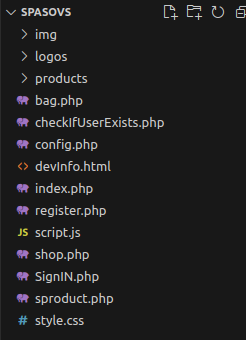 SPASOVS
img
logos
products
bag.php
checkIfUserExists.php
config.php
<> devInfo.html
index.php
register.php
JS script.js
shop.php
SignIN.php
sproduct.php
# style.css